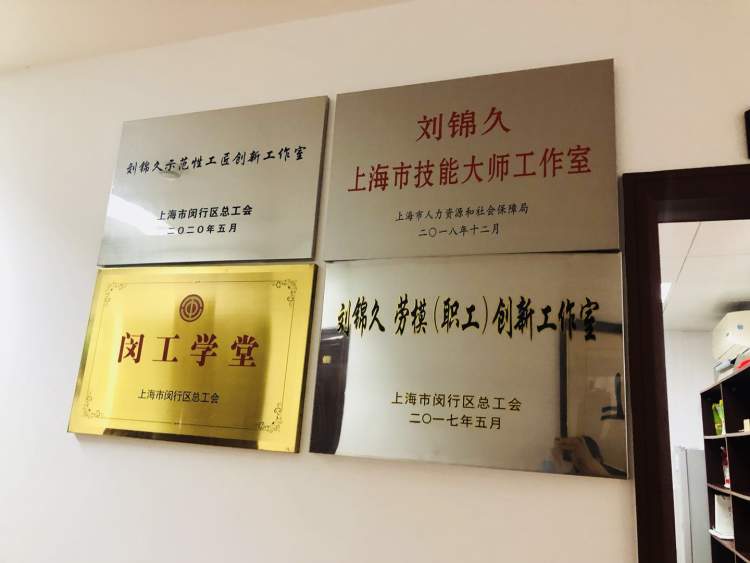 刘锦久示范性工匠创新工作室
上海市闵行区总工会
二〇二〇年五月
刘锦久
上海市技能大师工作室
上海市人力资源和社会保障局
二〇一八年十二月
闵工学堂
上海市闵行区总工会
刘锦久 劳模(职工)创新工作室
上海市闵行区总工会
二〇一七年五月